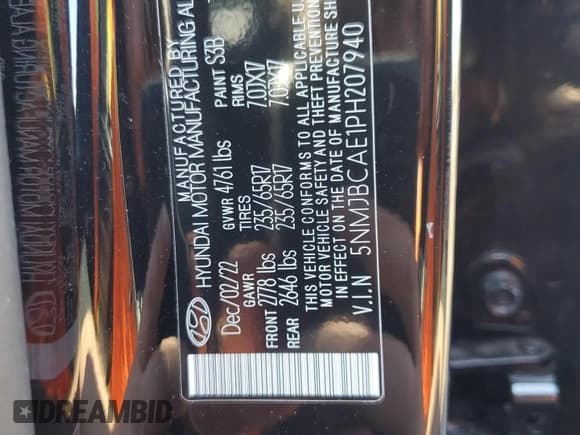 MANUFACTURED BY
HYUNDAI MOTOR MANUFACTURING AL
Dec/02/22 GVWR 4761 lbs PAINT S3B
GAWR TIRES RIMS
FRONT 2778 lbs 235/65R17 7.0JX17
REAR 2646 lbs 235/65R17 7.0JX17
THIS VEHICLE CONFORMS TO ALL APPLICABLE U.
MOTOR VEHICLE SAFETY AND THEFT PREVENTION
IN EFFECT ON THE DATE OF MANUFACTURE SH
V.I.N 5NMJBCAE1PH207940
DREAMBID